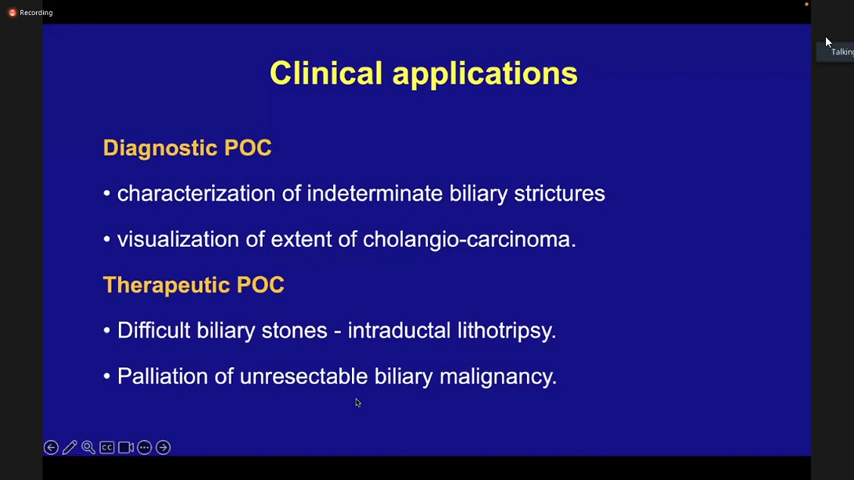 Recording
Talking
Clinical applications
Diagnostic POC
• characterization of indeterminate biliary strictures
• visualization of extent of cholangio-carcinoma.
Therapeutic POC
• Difficult biliary stones - intraductal lithotripsy.
• Palliation of unresectable biliary malignancy.
CC